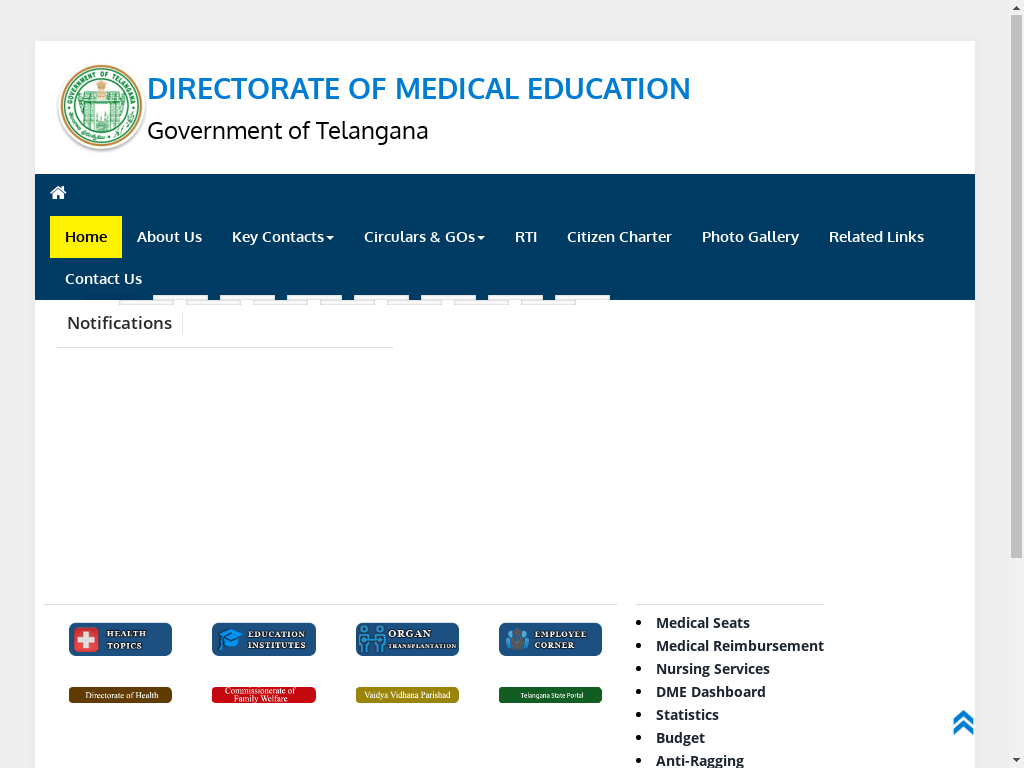 DIRECTORATE OF MEDICAL EDUCATION
Government of Telangana
Home About Us Key Contacts Circulars & GOs RTI Citizen Charter Photo Gallery Related Links
Contact Us
Notifications
HEALTH TOPICS
EDUCATION INSTITUTES
ORGAN TRANSPLANTATION
EMPLOYEE CORNER
Directorate of Health
Commissionerate of Family Welfare
Vaidya Vidhana Parishad
Telangana State Portal
Medical Seats
Medical Reimbursement
Nursing Services
DME Dashboard
Statistics
Budget
Anti-Ragging